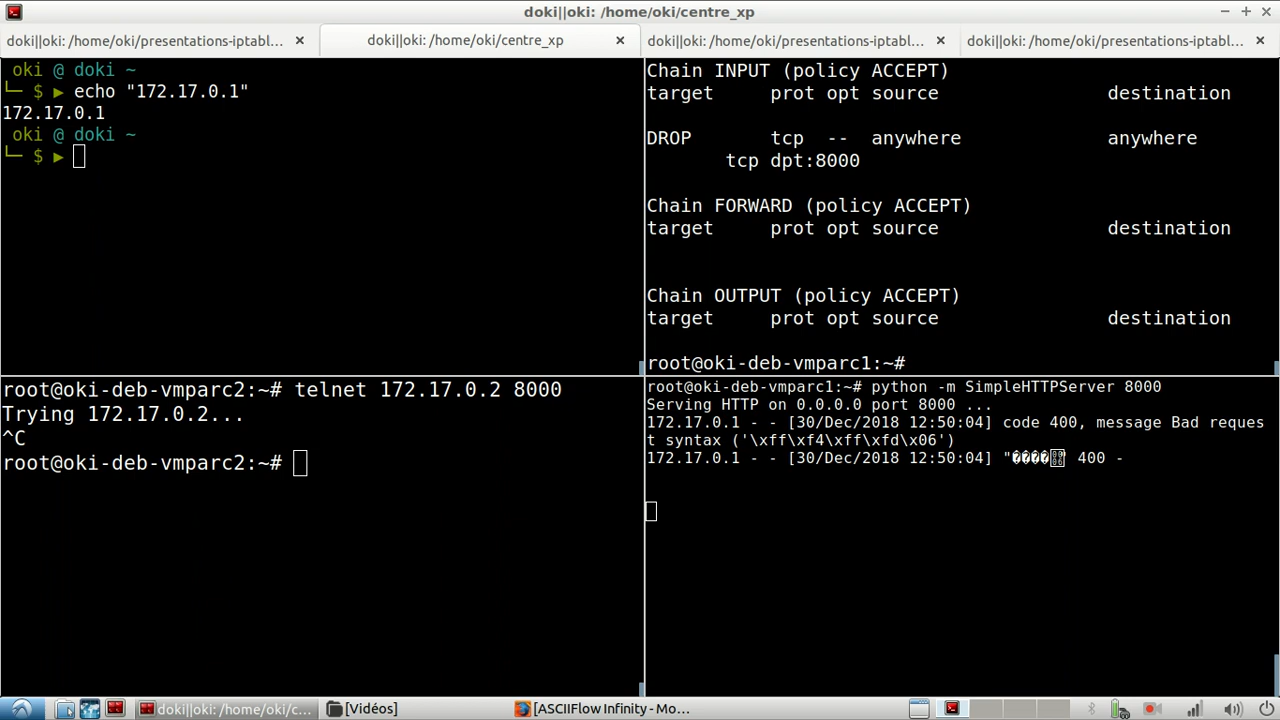 doki||oki: /home/oki/centre_xp
doki||oki: /home/oki/presentations-iptabl...
doki||oki: /home/oki/centre_xp
doki||oki: /home/oki/presentations-iptabl...
doki||oki: /home/oki/presentations-iptabl...
oki @ doki ~
└─ $ ▶ echo "172.17.0.1"
172.17.0.1
oki @ doki ~
└─ $ ▶
Chain INPUT (policy ACCEPT)
target prot opt source destination
DROP tcp -- anywhere anywhere
tcp dpt:8000
Chain FORWARD (policy ACCEPT)
target prot opt source destination
Chain OUTPUT (policy ACCEPT)
target prot opt source destination
root@oki-deb-vmparc1:~#
root@oki-deb-vmparc2:~# telnet 172.17.0.2 8000
Trying 172.17.0.2...
^C
root@oki-deb-vmparc2:~#
root@oki-deb-vmparc1:~# python -m SimpleHTTPServer 8000
Serving HTTP on 0.0.0.0 port 8000 ...
172.17.0.1 - - [30/Dec/2018 12:50:04] code 400, message Bad reques
t syntax ('\xff\xf4\xff\xfd\x06')
172.17.0.1 - - [30/Dec/2018 12:50:04] "����" 400 -
doki||oki: /home/oki/c...
[Vidéos]
[ASCIIFlow Infinity - Mo...